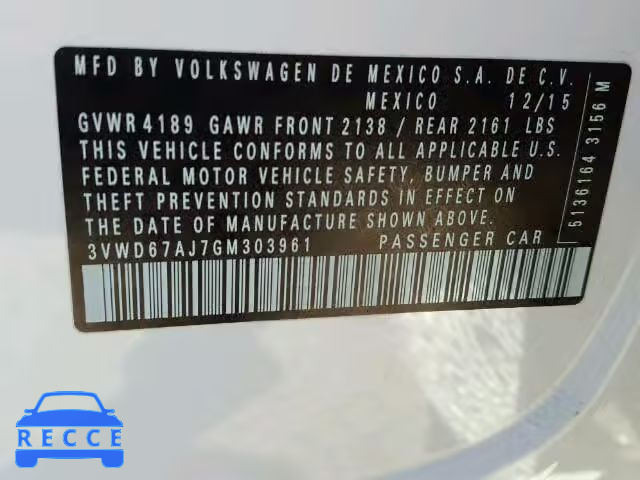 MFD BY VOLKSWAGEN DE MEXICO S.A. DE C.V.
MEXICO 12/15
GVWR 4189 GAWR FRONT 2138 / REAR 2161 LBS
THIS VEHICLE CONFORMS TO ALL APPLICABLE U.S.
FEDERAL MOTOR VEHICLE SAFETY, BUMPER AND
THEFT PREVENTION STANDARDS IN EFFECT ON
THE DATE OF MANUFACTURE SHOWN ABOVE.
3VWD67AJ7GM303961 PASSENGER CAR
5136164 3156 M
RECCE